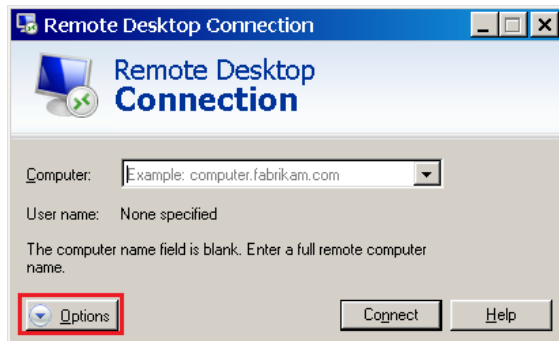 Remote Desktop Connection
Remote Desktop
Connection
Computer: Example: computer.fabrikam.com
User name: None specified
The computer name field is blank. Enter a full remote computer
name.
Options Connect Help